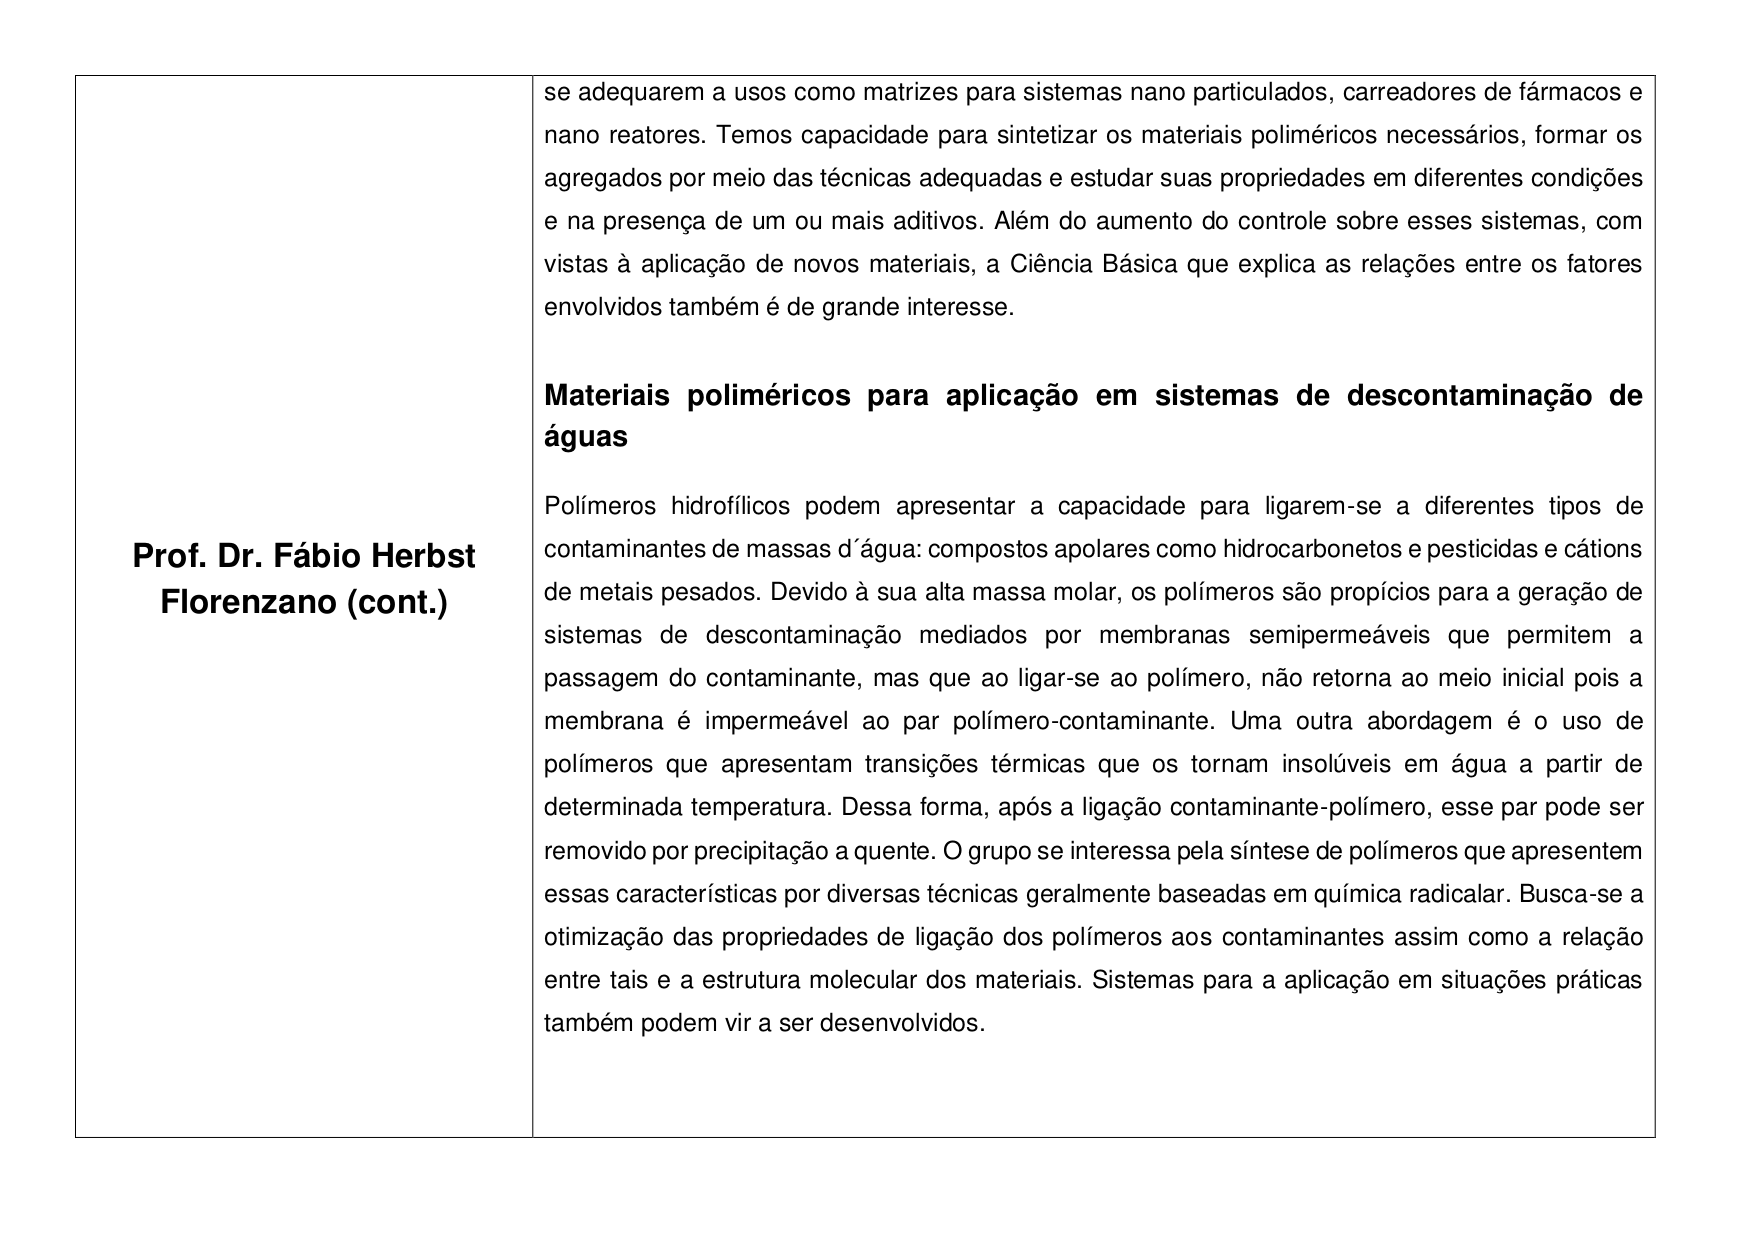 Prof. Dr. Fábio Herbst
Florenzano (cont.)
se adequarem a usos como matrizes para sistemas nano particulados, carreadores de fármacos e
nano reatores. Temos capacidade para sintetizar os materiais poliméricos necessários, formar os
agregados por meio das técnicas adequadas e estudar suas propriedades em diferentes condições
e na presença de um ou mais aditivos. Além do aumento do controle sobre esses sistemas, com
vistas à aplicação de novos materiais, a Ciência Básica que explica as relações entre os fatores
envolvidos também é de grande interesse.
Materiais poliméricos para aplicação em sistemas de descontaminação de
águas
Polímeros hidrofílicos podem apresentar a capacidade para ligarem-se a diferentes tipos de
contaminantes de massas d´água: compostos apolares como hidrocarbonetos e pesticidas e cátions
de metais pesados. Devido à sua alta massa molar, os polímeros são propícios para a geração de
sistemas de descontaminação mediados por membranas semipermeáveis que permitem a
passagem do contaminante, mas que ao ligar-se ao polímero, não retorna ao meio inicial pois a
membrana é impermeável ao par polímero-contaminante. Uma outra abordagem é o uso de
polímeros que apresentam transições térmicas que os tornam insolúveis em água a partir de
determinada temperatura. Dessa forma, após a ligação contaminante-polímero, esse par pode ser
removido por precipitação a quente. O grupo se interessa pela síntese de polímeros que apresentem
essas características por diversas técnicas geralmente baseadas em química radicalar. Busca-se a
otimização das propriedades de ligação dos polímeros aos contaminantes assim como a relação
entre tais e a estrutura molecular dos materiais. Sistemas para a aplicação em situações práticas
também podem vir a ser desenvolvidos.